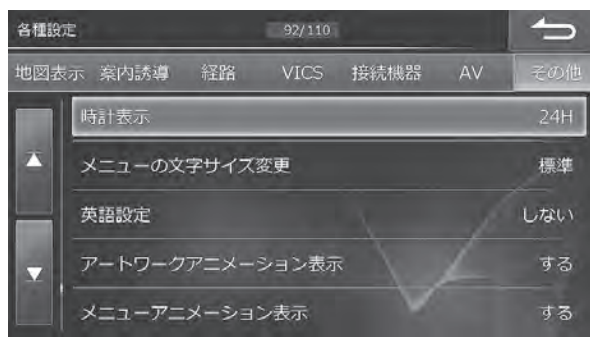 各種設定 92/110
地図表示 案内誘導 経路 VICS 接続機器 AV その他
時計表示 24H
メニューの文字サイズ変更 標準
英語設定 しない
アートワークアニメーション表示 する
メニューアニメーション表示 する